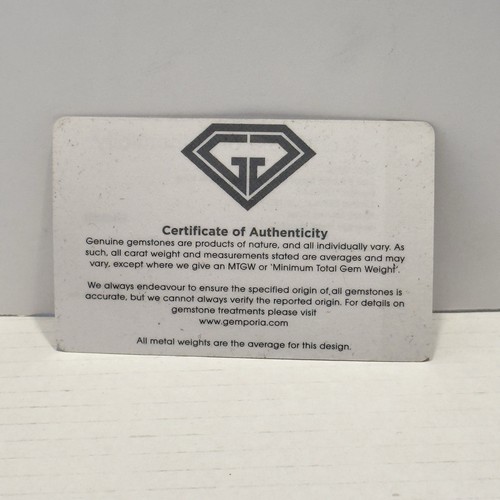 Certificate of Authenticity
Genuine gemstones are products of nature, and all individually vary. As
such, all carat weight and measurements stated are averages and may
vary, except where we give an MTGW or 'Minimum Total Gem Weight'.
We always endeavour to ensure the specified origin of all gemstones is
accurate, but we cannot always verify the reported origin. For details on
gemstone treatments please visit
www.gemporia.com
All metal weights are the average for this design.